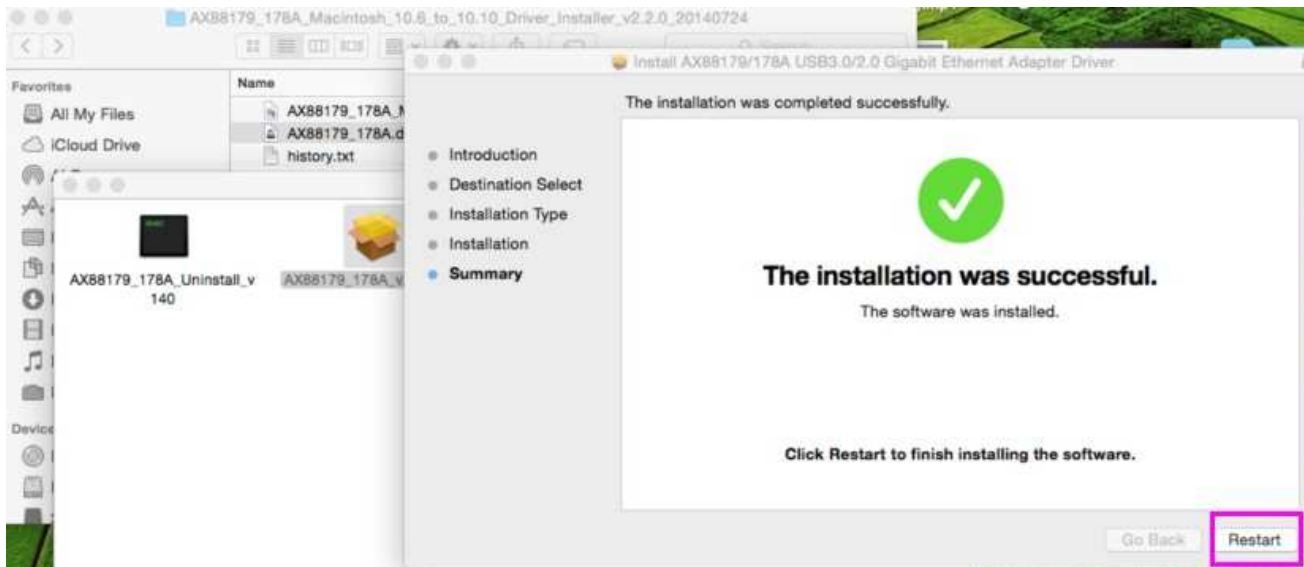 AX88179_178A_Macintosh_10.6_to_10.10_Driver_Installer_v2.2.0_20140724
Favorites
All My Files
iCloud Drive
Device
Name
AX88179_178A_M
AX88179_178A.d
history.txt
AX88179_178A_Uninstall_v
140
AX88179_178A_v
Install AX88179/178A USB3.0/2.0 Gigabit Ethernet Adapter Driver
The installation was completed successfully.
Introduction
Destination Select
Installation Type
Installation
Summary
The installation was successful.
The software was installed.
Click Restart to finish installing the software.
Go Back
Restart